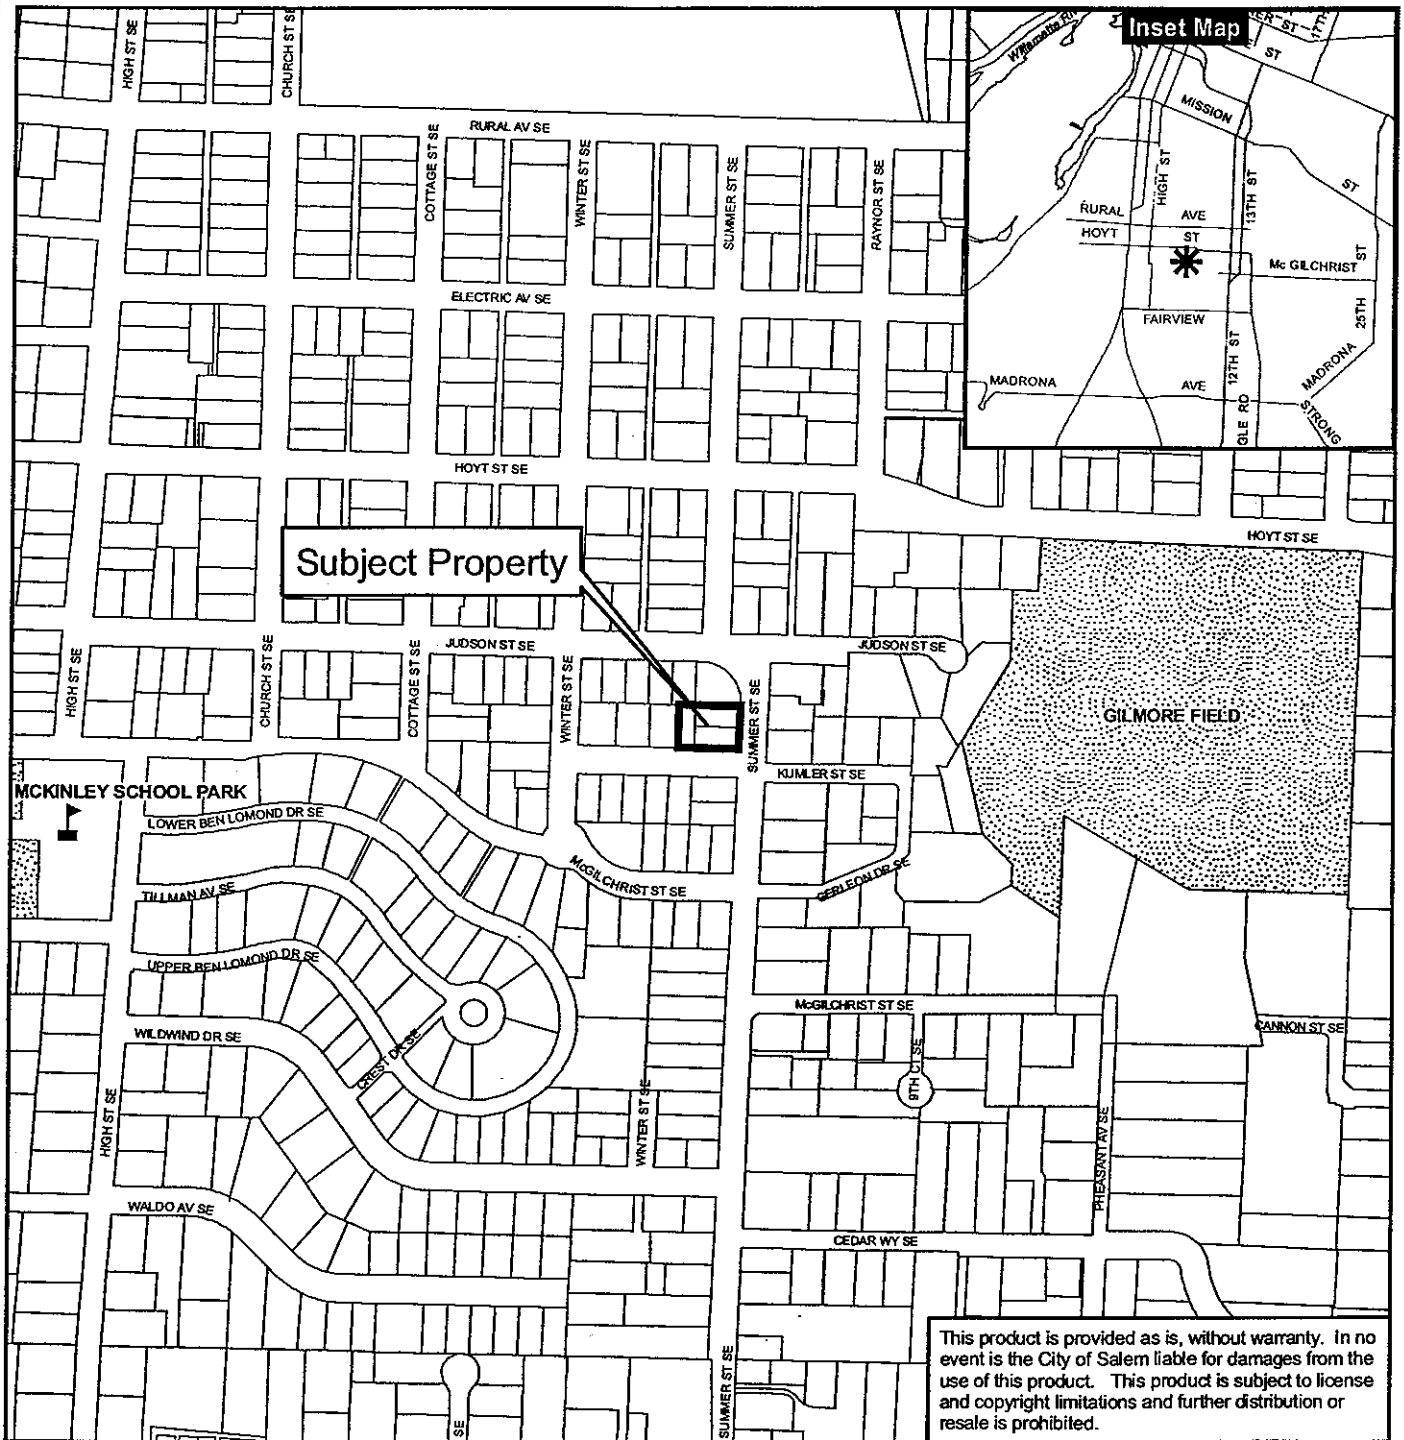 HIGH ST SE
CHURCH ST SE
RURAL AV SE
COTTAGE ST SE
WINTER ST SE
SUMMER ST SE
RAYNOR ST SE
ELECTRIC AV SE
HOYT ST SE
HOYT ST SE
Subject Property
JUDSON ST SE
JUDSON ST SE
HIGH ST SE
CHURCH ST SE
COTTAGE ST SE
WINTER ST SE
SUMMER ST SE
GILMORE FIELD
KUMLER ST SE
MCKINLEY SCHOOL PARK
LOWER BEN LOMOND DR SE
McGILCHRIST ST SE
CERLEON DR SE
TILLMAN AV SE
UPPER BEN LOMOND DR SE
McGILCHRIST ST SE
CANNON ST SE
WILDWIND DR SE
CREST DR SE
9TH CT SE
HIGH ST SE
WINTER ST SE
PHEASANT AV SE
WALDO AV SE
CEDAR WY SE
SUMMER ST SE
SE
Inset Map
ST
17TH
MISSION
ST
HIGH ST
13TH ST
RURAL AVE
HOYT ST
Mc GILCHRIST ST
25TH
FAIRVIEW
12TH ST
MADRONA AVE
MADRONA
STRONG
GLE RD
This product is provided as is, without warranty. In no
event is the City of Salem liable for damages from the
use of this product. This product is subject to license
and copyright limitations and further distribution or
resale is prohibited.